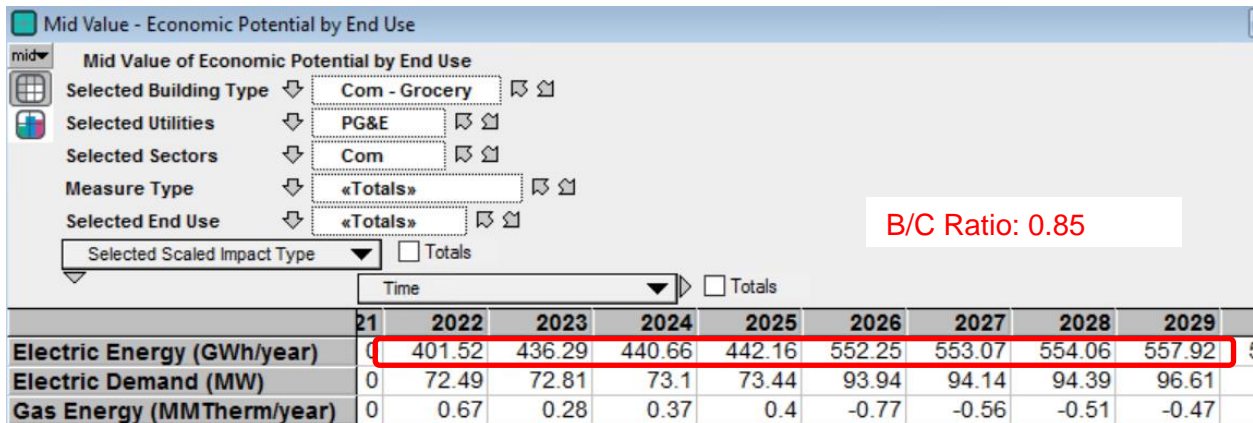 Mid Value - Economic Potential by End Use
mid
Mid Value of Economic Potential by End Use
Selected Building Type Com - Grocery
Selected Utilities PG&E
Selected Sectors Com
Measure Type «Totals»
Selected End Use «Totals»
B/C Ratio: 0.85
Selected Scaled Impact Type Totals
Time Totals
21 2022 2023 2024 2025 2026 2027 2028 2029
Electric Energy (GWh/year) 0 401.52 436.29 440.66 442.16 552.25 553.07 554.06 557.92
Electric Demand (MW) 0 72.49 72.81 73.1 73.44 93.94 94.14 94.39 96.61
Gas Energy (MMTherm/year) 0 0.67 0.28 0.37 0.4 -0.77 -0.56 -0.51 -0.47